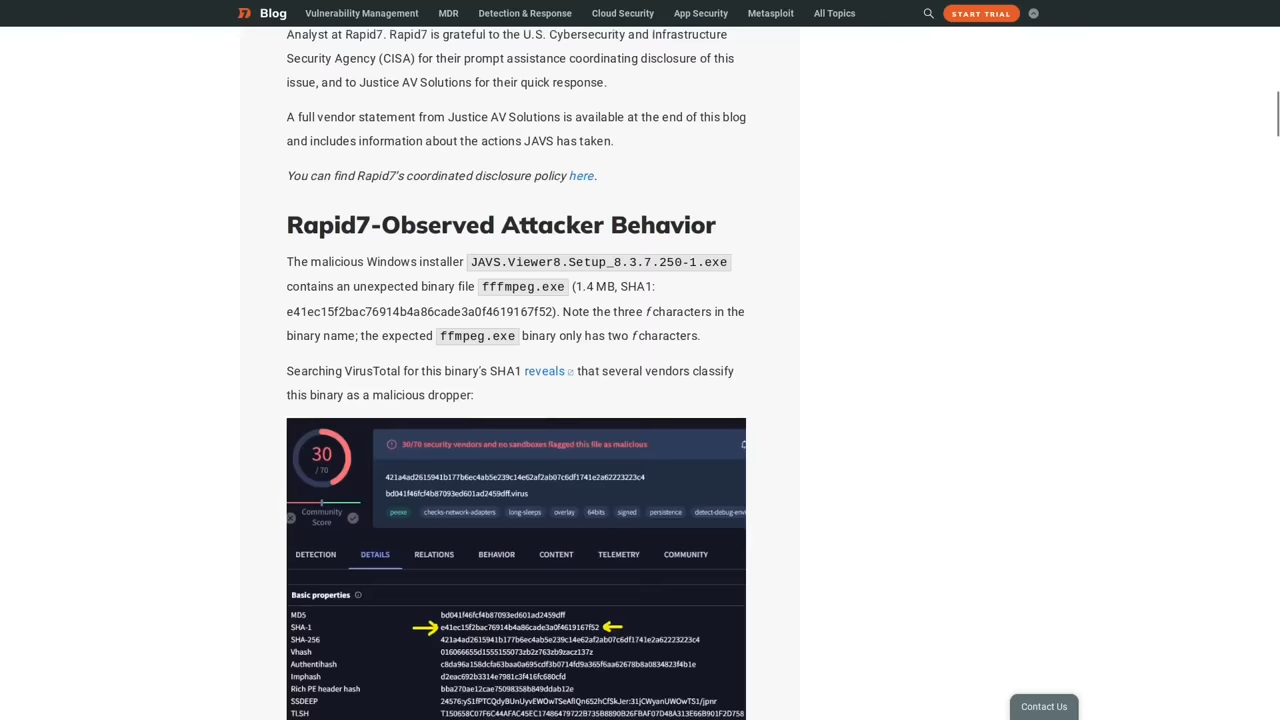 Blog Vulnerability Management MDR Detection & Response Cloud Security App Security Metasploit All Topics START TRIAL
Analyst at Rapid7. Rapid7 is grateful to the U.S. Cybersecurity and Infrastructure
Security Agency (CISA) for their prompt assistance coordinating disclosure of this
issue, and to Justice AV Solutions for their quick response.
A full vendor statement from Justice AV Solutions is available at the end of this blog
and includes information about the actions JAVS has taken.
You can find Rapid7's coordinated disclosure policy here.
Rapid7-Observed Attacker Behavior
The malicious Windows installer JAVS.Viewer8.Setup_8.3.7.250-1.exe
contains an unexpected binary file fffmpeg.exe (1.4 MB, SHA1:
e41ec15f2bac76914b4a86cade3a0f4619167f52). Note the three f characters in the
binary name; the expected ffmpeg.exe binary only has two f characters.
Searching VirusTotal for this binary's SHA1 reveals that several vendors classify
this binary as a malicious dropper:
30
/ 70
Community
Score
30/70 security vendors and no sandboxes flagged this file as malicious
421a4ad2615941b177b6ec4ab5e239c14e62af2ab07c6df1741e2a62223223c4
bd041f46fcf4b87093ed601ad2459dff.virus
peexe checks-network-adapters long-sleeps overlay 64bits signed persistence detect-debug-envi
DETECTION DETAILS RELATIONS BEHAVIOR CONTENT TELEMETRY COMMUNITY
Basic properties
MD5 bd041f46fcf4b87093ed601ad2459dff
SHA-1 e41ec15f2bac76914b4a86cade3a0f4619167f52
SHA-256 421a4ad2615941b177b6ec4ab5e239c14e62af2ab07c6df1741e2a62223223c4
Vhash 016066655d1555155073zb2z763zb9zacz137z
Authentihash c8da96a158dcfa63baa0a695cdf3b0714fd9a365f6aa62678b8a0834823f4b1e
Imphash d2eac692b3314e7981c3f416fc680cfd
Rich PE header hash bba270ae12cae75098358b849ddab12e
SSDEEP
TLSH
Contact Us